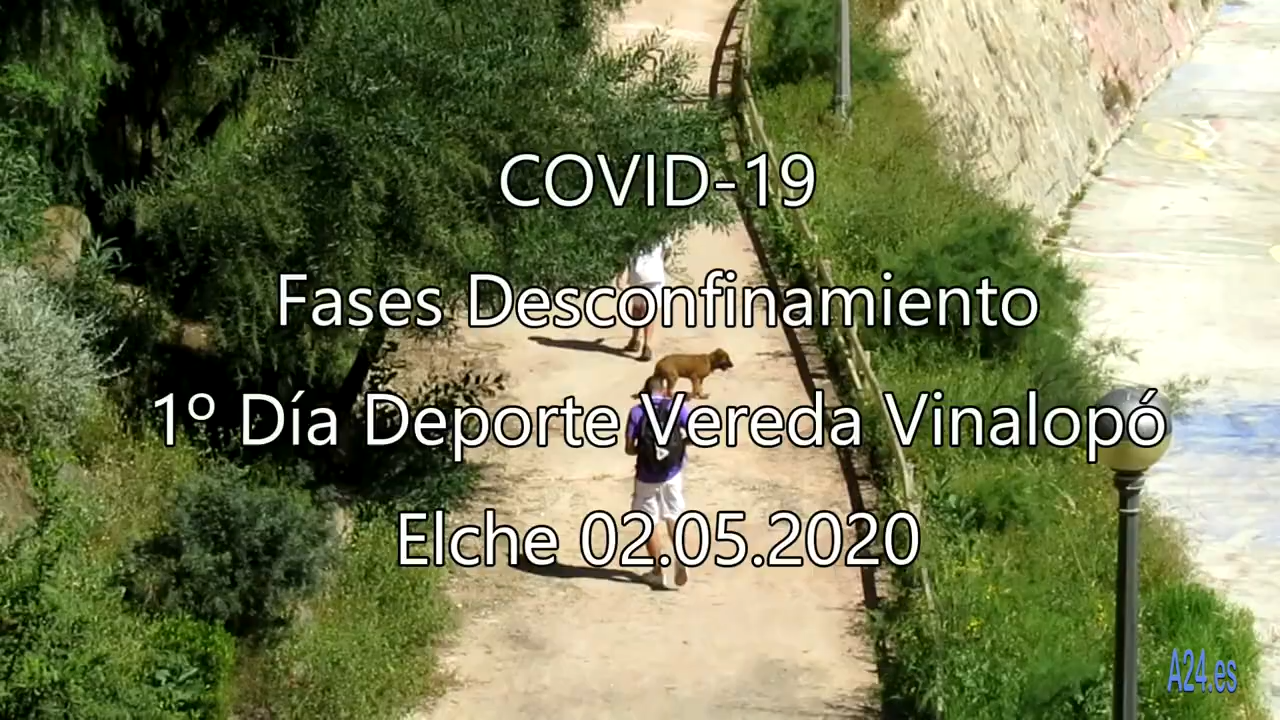 COVID-19
Fases Desconfinamiento
1º Día Deporte Vereda Vinalopó
Elche 02.05.2020
A24.es